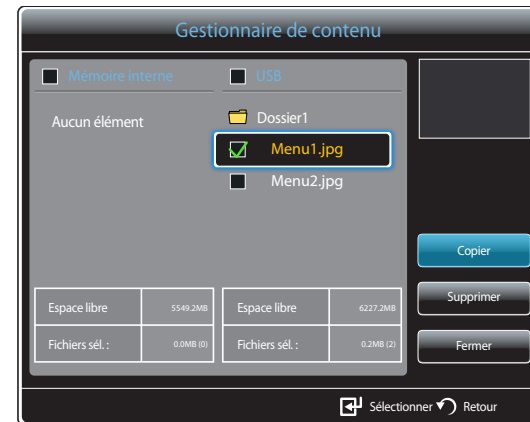 Gestionnaire de contenu
Mémoire interne
USB
Aucun élément
Dossier1
Menu1.jpg
Menu2.jpg
Copier
Supprimer
Fermer
Espace libre 5549.2MB
Espace libre 6227.2MB
Fichiers sél. : 0.0MB (0)
Fichiers sél. : 0.2MB (2)
Sélectionner Retour